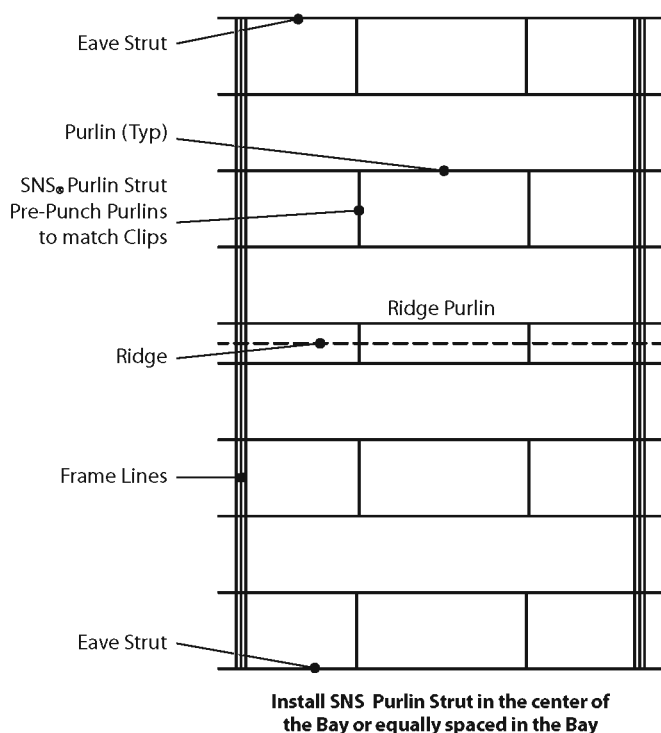 Eave Strut
Purlin (Typ)
SNS® Purlin Strut
Pre-Punch Purlins
to match Clips
Ridge Purlin
Ridge
Frame Lines
Eave Strut
Install SNS Purlin Strut in the center of
the Bay or equally spaced in the Bay